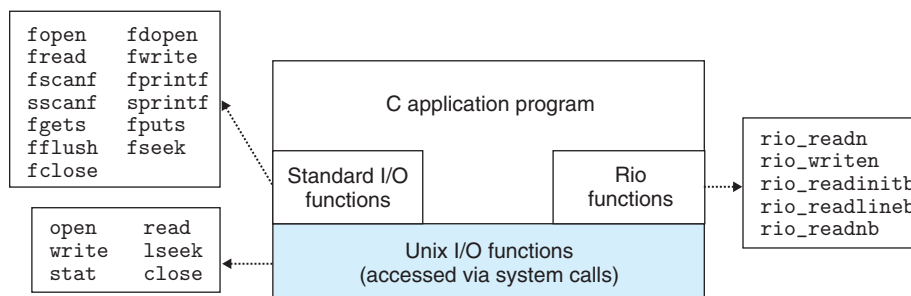 fopen fdopen
fread fwrite
fscanf fprintf
sscanf sprintf
fgets fputs
fflush fseek
fclose
C application program
Standard I/O
functions
Rio
functions
rio_readn
rio_writen
rio_readinitb
rio_readlineb
rio_readnb
open read
write lseek
stat close
Unix I/O functions
(accessed via system calls)